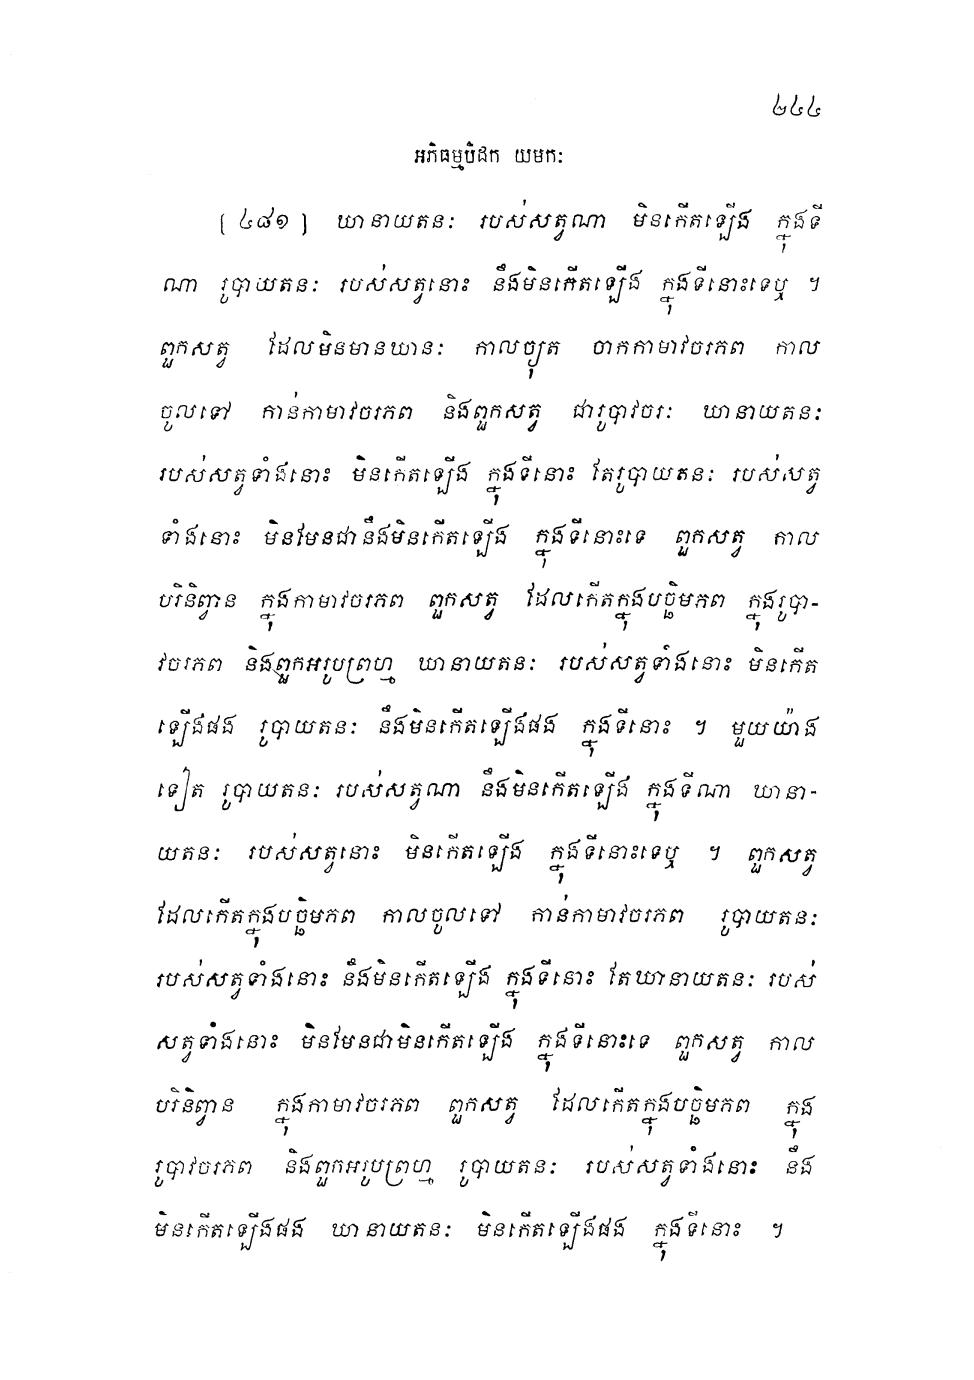 ២៤៤
អភិធម្មបិដក យមកៈ
[៤៨១] ឃានាយតនៈ របស់សត្វណា មិនកើតឡើង ក្នុងទី
ណា រូបាយតនៈ របស់សត្វនោះ នឹងមិនកើតឡើង ក្នុងទីនោះទេឬ ។
ពួកសត្វ ដែលមិនមានឃានៈ កាលច្យុត ចាកកាមាវចរភព កាល
ចូលទៅ កាន់កាមាវចរភព និងពួកសត្វ ជារូបាវចរៈ ឃានាយតនៈ
របស់សត្វទាំងនោះ មិនកើតឡើង ក្នុងទីនោះ តែរូបាយតនៈ របស់សត្វ
ទាំងនោះ មិនមែនជានឹងមិនកើតឡើង ក្នុងទីនោះទេ ពួកសត្វ កាល
បរិនិព្វាន ក្នុងកាមាវចរភព ពួកសត្វ ដែលកើតក្នុងបច្ឆិមភព ក្នុងរូបា-
វចរភព និងពួកអរូបព្រហ្ម ឃានាយតនៈ របស់សត្វទាំងនោះ មិនកើត
ឡើងផង រូបាយតនៈ នឹងមិនកើតឡើងផង ក្នុងទីនោះ ។ មួយយ៉ាង
ទៀត រូបាយតនៈ របស់សត្វណា នឹងមិនកើតឡើង ក្នុងទីណា ឃានា-
យតនៈ របស់សត្វនោះ មិនកើតឡើង ក្នុងទីនោះទេឬ ។ ពួកសត្វ
ដែលកើតក្នុងបច្ឆិមភព កាលចូលទៅ កាន់កាមាវចរភព រូបាយតនៈ
របស់សត្វទាំងនោះ នឹងមិនកើតឡើង ក្នុងទីនោះ តែឃានាយតនៈ របស់
សត្វទាំងនោះ មិនមែនជាមិនកើតឡើង ក្នុងទីនោះទេ ពួកសត្វ កាល
បរិនិព្វាន ក្នុងកាមាវចរភព ពួកសត្វ ដែលកើតក្នុងបច្ឆិមភព ក្នុង
រូបាវចរភព និងពួកអរូបព្រហ្ម រូបាយតនៈ របស់សត្វទាំងនោះ នឹង
មិនកើតឡើងផង ឃានាយតនៈ មិនកើតឡើងផង ក្នុងទីនោះ ។